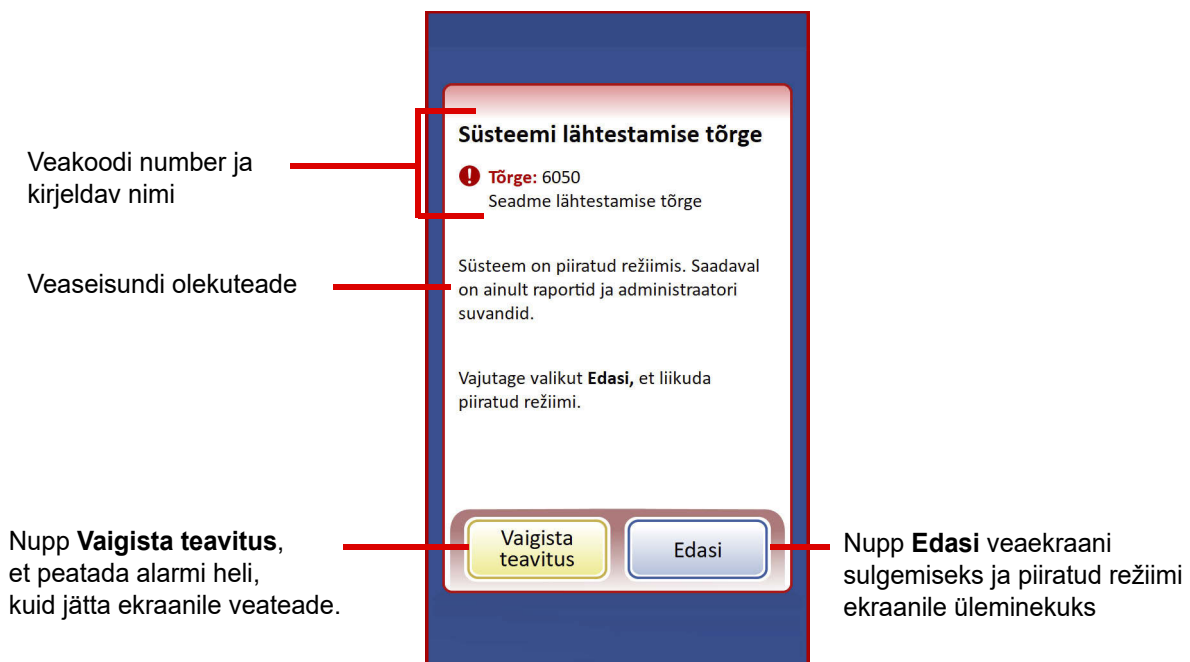 Süsteemi lähtestamise tõrge
Veakoodi number ja
kirjeldav nimi
Tõrge: 6050
Seadme lähtestamise tõrge
Veaseisundi olekuteade
Süsteem on piiratud režiimis. Saadaval
on ainult raportid ja administraatori
suvandid.
Vajutage valikut Edasi, et liikuda
piiratud režiimi.
Nupp Vaigista teavitus,
et peatada alarmi heli,
kuid jätta ekraanile veateade.
Vaigista
teavitus
Edasi
Nupp Edasi veaekraani
sulgemiseks ja piiratud režiimi
ekraanile üleminekuks